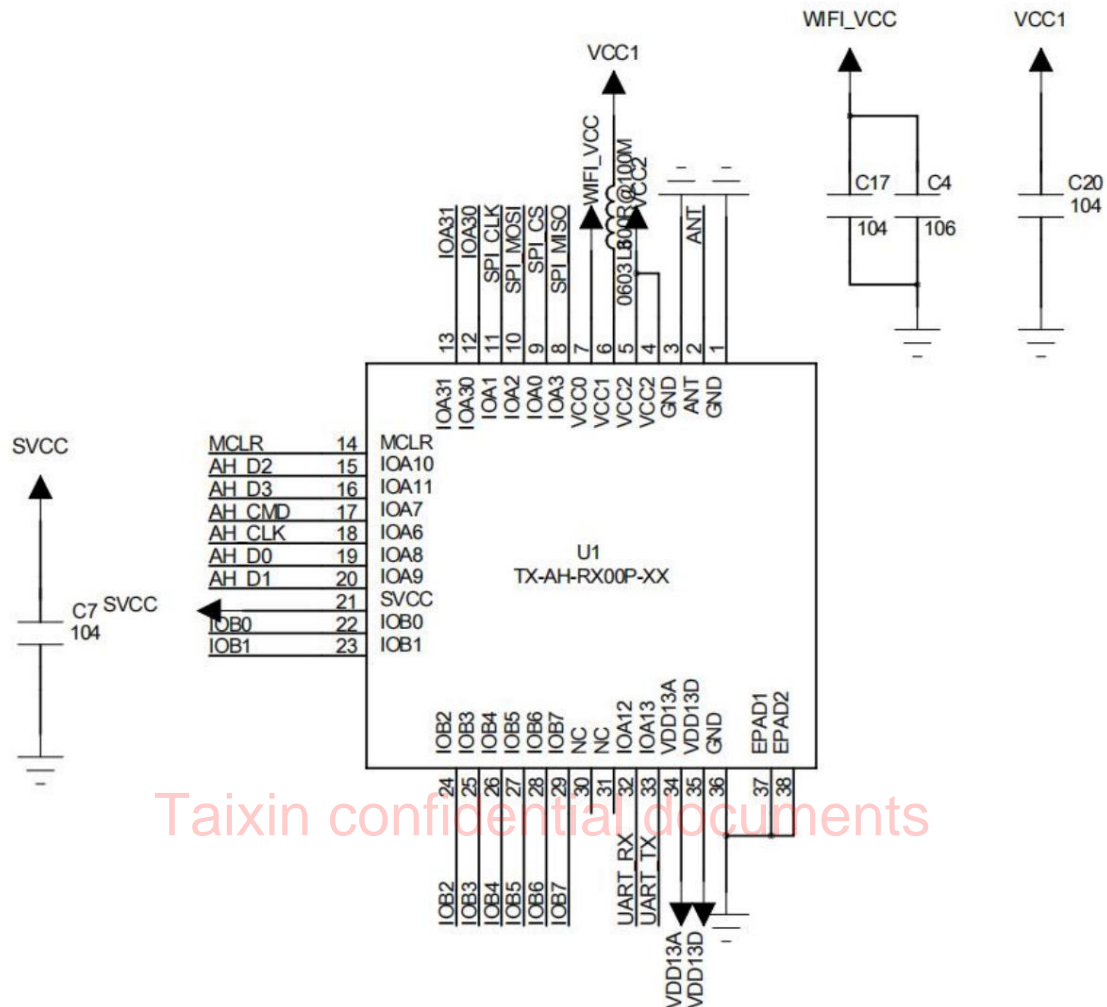 WIFI_VCC
VCC1
VCC1
WIFI_VCC
0603
800R@100M
VCC2
C17
104
C4
106
C20
104
IOA31
IOA30
SPI_CLK
SPI_MOSI
SPI_CS
SPI_MISO
ANT
13
12
11
10
9
8
7
6
5
4
3
2
1
IOA31
IOA30
IOA1
IOA2
IOA0
IOA3
VCC0
VCC1
VCC2
VCC2
GND
ANT
GND
SVCC
C7
104
MCLR 14 MCLR
AH_D2 15 IOA10
AH_D3 16 IOA11
AH_CMD 17 IOA7
AH_CLK 18 IOA6
AH_D0 19 IOA8
AH_D1 20 IOA9
SVCC 21 SVCC
IOB0 22 IOB0
IOB1 23 IOB1
U1
TX-AH-RX00P-XX
IOB2
IOB3
IOB4
IOB5
IOB6
IOB7
NC
NC
IOA12
IOA13
VDD13A
VDD13D
GND
EPAD1
EPAD2
24
25
26
27
28
29
30
31
32
33
34
35
36
37
38
Taixin confidential documents
IOB2
IOB3
IOB4
IOB5
IOB6
IOB7
UART_RX
UART_TX
VDD13A
VDD13D